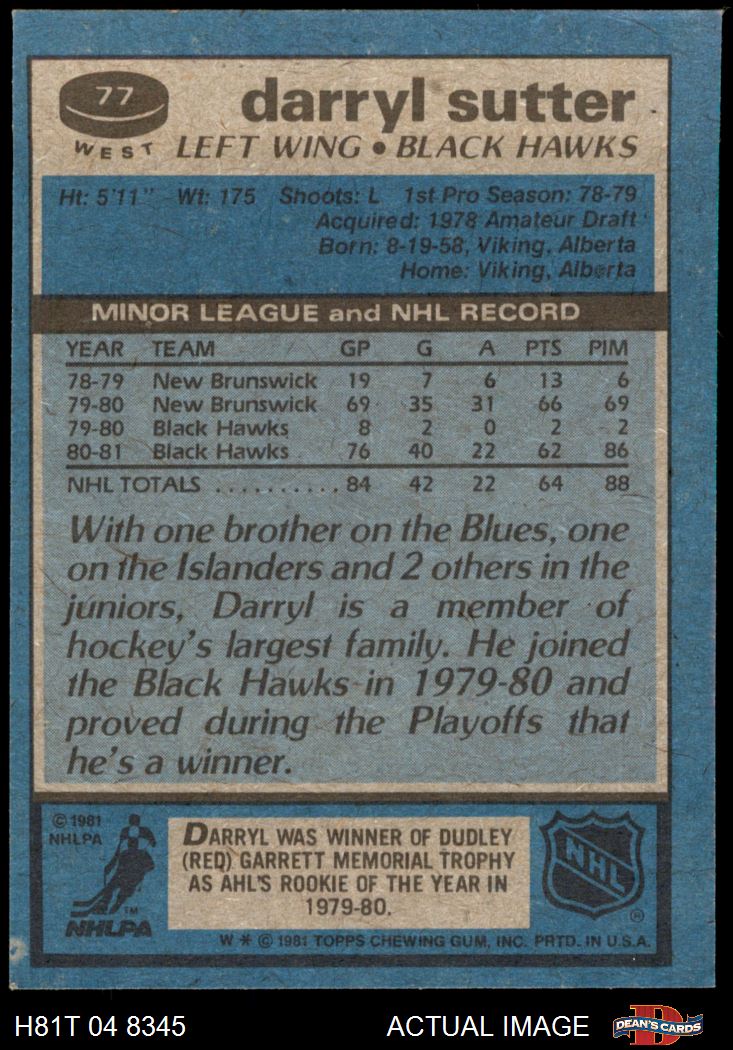 77
WEST
darryl sutter
LEFT WING • BLACK HAWKS
Ht: 5'11" Wt: 175 Shoots: L 1st Pro Season: 78-79
Acquired: 1978 Amateur Draft
Born: 8-19-58, Viking, Alberta
Home: Viking, Alberta
MINOR LEAGUE and NHL RECORD
YEAR TEAM GP G A PTS PIM
78-79 New Brunswick 19 7 6 13 6
79-80 New Brunswick 69 35 31 66 69
79-80 Black Hawks 8 2 0 2 2
80-81 Black Hawks 76 40 22 62 86
NHL TOTALS .......... 84 42 22 64 88
With one brother on the Blues, one
on the Islanders and 2 others in the
juniors, Darryl is a member of
hockey's largest family. He joined
the Black Hawks in 1979-80 and
proved during the Playoffs that
he's a winner.
© 1981
NHLPA
TM
NHLPA
DARRYL WAS WINNER OF DUDLEY
(RED) GARRETT MEMORIAL TROPHY
AS AHL'S ROOKIE OF THE YEAR IN
1979-80.
NHL
®
W * © 1981 TOPPS CHEWING GUM, INC. PRTD. IN U.S.A.
H81T 04 8345
ACTUAL IMAGE
D
DEAN'S CARDS